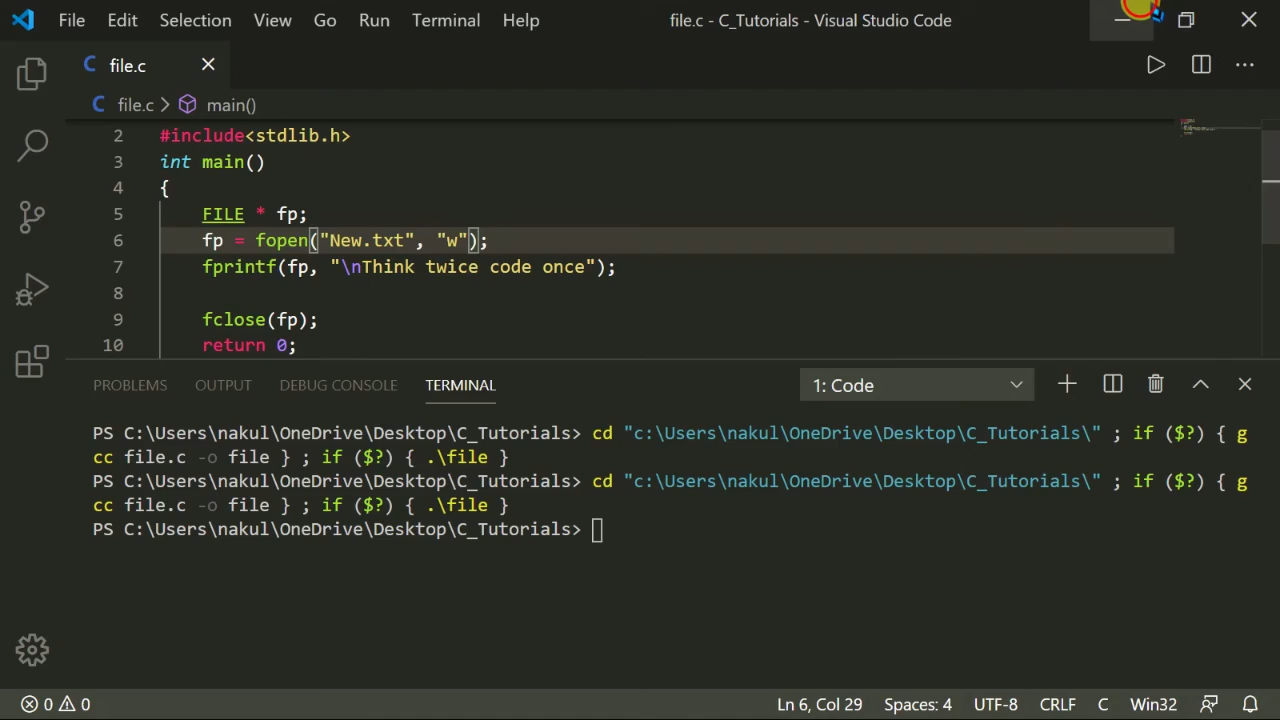 File Edit Selection View Go Run Terminal Help file.c - C_Tutorials - Visual Studio Code
C file.c
C file.c > main()
2 #include<stdlib.h>
3 int main()
4 {
5 FILE * fp;
6 fp = fopen("New.txt", "w");
7 fprintf(fp, "\nThink twice code once");
8
9 fclose(fp);
10 return 0;
PROBLEMS OUTPUT DEBUG CONSOLE TERMINAL 1: Code
PS C:\Users\nakul\OneDrive\Desktop\C_Tutorials> cd "c:\Users\nakul\OneDrive\Desktop\C_Tutorials\" ; if ($?) { g
cc file.c -o file } ; if ($?) { .\file }
PS C:\Users\nakul\OneDrive\Desktop\C_Tutorials> cd "c:\Users\nakul\OneDrive\Desktop\C_Tutorials\" ; if ($?) { g
cc file.c -o file } ; if ($?) { .\file }
PS C:\Users\nakul\OneDrive\Desktop\C_Tutorials>
0 0 Ln 6, Col 29 Spaces: 4 UTF-8 CRLF C Win32